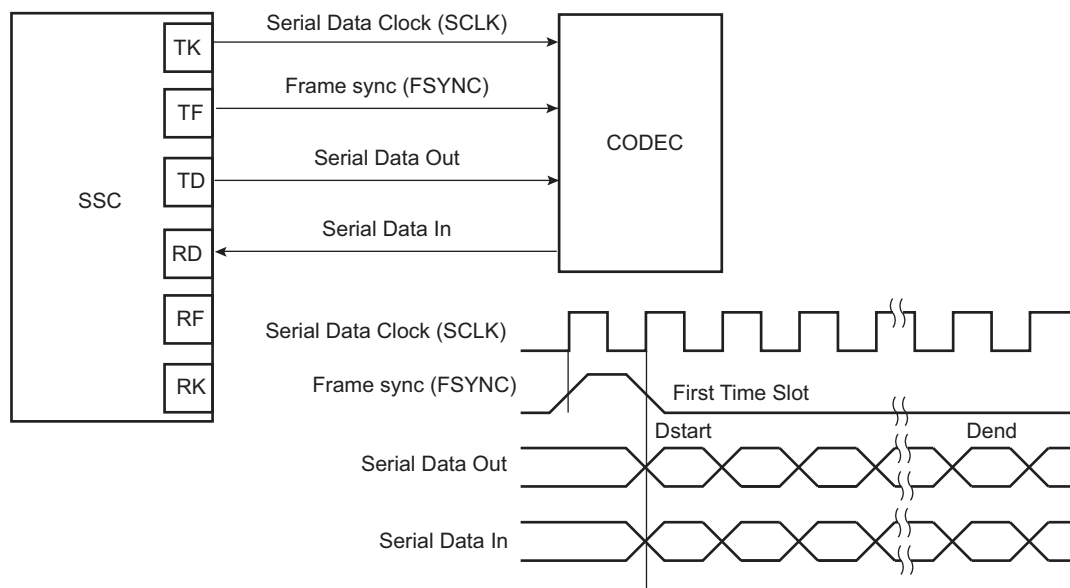 Serial Data Clock (SCLK)
TK
Frame sync (FSYNC)
TF
CODEC
Serial Data Out
TD
SSC
Serial Data In
RD
RF
Serial Data Clock (SCLK)
RK
Frame sync (FSYNC)
First Time Slot
Dstart
Dend
Serial Data Out
Serial Data In